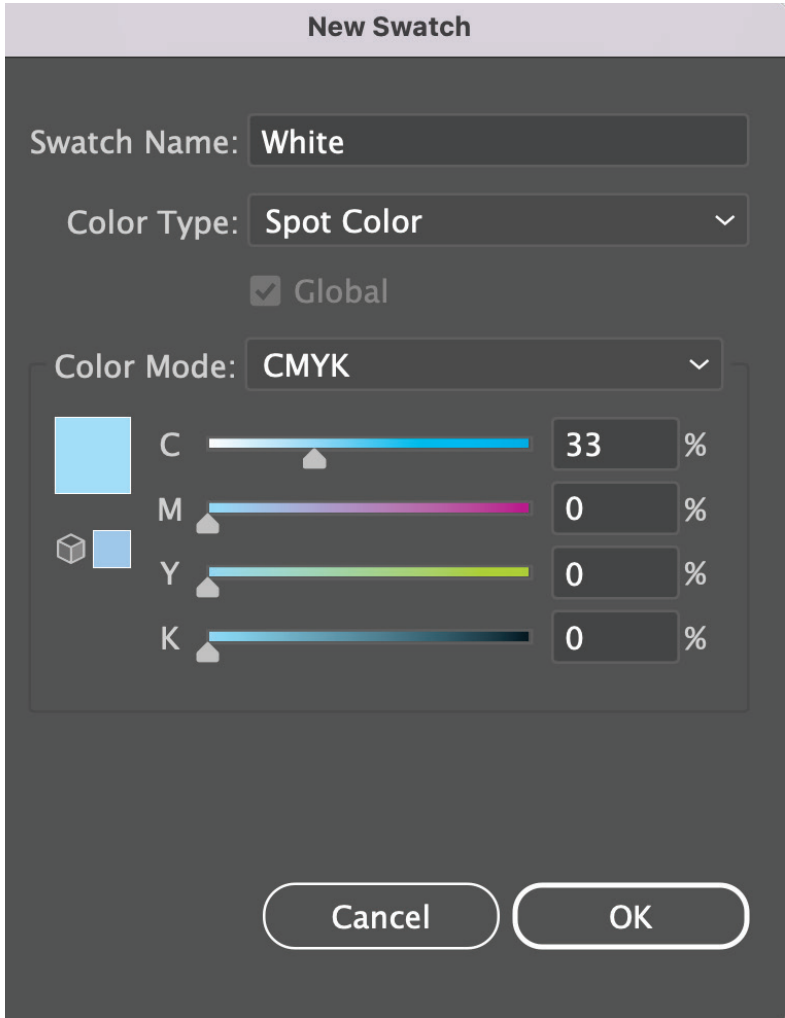 New Swatch
Swatch Name: White
Color Type: Spot Color
Global
Color Mode: CMYK
C 33 %
M 0 %
Y 0 %
K 0 %
Cancel OK